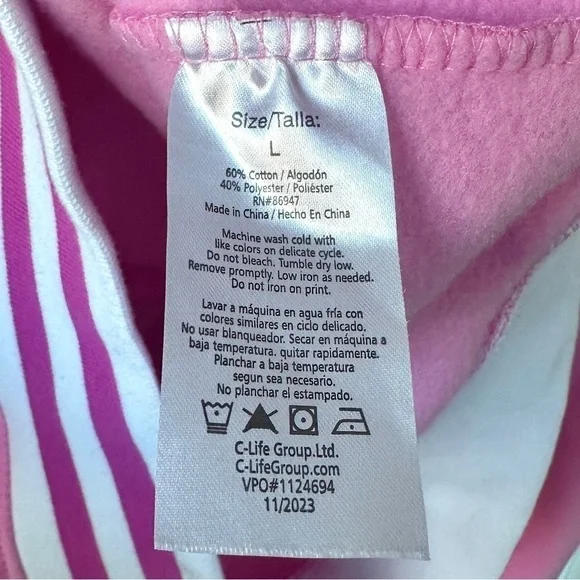 Size/Talla:
L
60% Cotton / Algodón
40% Polyester / Poliéster
RN#86947
Made in China / Hecho En China
Machine wash cold with
like colors on delicate cycle.
Do not bleach. Tumble dry low.
Remove promptly. Low iron as needed.
Do not iron on print.
Lavar a máquina en agua fría con
colores similares en ciclo delicado.
No usar blanqueador. Secar en máquina a
baja temperatura. quitar rapidamente.
Planchar a baja temperatura
segun sea necesario.
No planchar el estampado.
C-Life Group.Ltd.
C-LifeGroup.com
VPO#1124694
11/2023